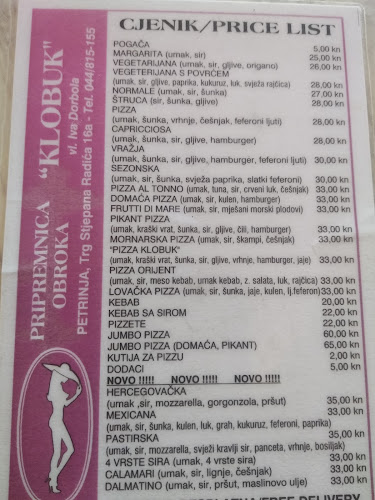 CJENIK/PRICE LIST
POGAČA 5,00 kn
MARGARITA (umak, sir) 25,00 kn
VEGETARIJANA (umak, sir, gljive, origano) 26,00 kn
VEGETERIJANA S POVRĆEM
(umak, sir, paprika, kukuruz, luk, svježa rajčica) 28,00 kn
NORMALE (umak, sir, šunka) 27,00 kn
ŠTRUCA (sir, šunka, gljive) 28,00 kn
PIZZA
(umak, šunka, vrhnje, češnjak, feferoni ljuti) 28,00 kn
CAPRICCIOSA
(umak, sir, šunka, gljive, hamburger) 28,00 kn
VRAŽJA
(umak, sir, šunka, gljive, hamburger, feferoni ljuti) 30,00 kn
SEZONSKA
(umak, sir, šunka, svježa paprika, slatki feferoni) 30,00 kn
PIZZA AL TONNO (umak, tuna, sir, crveni luk, češnjak) 33,00 kn
DOMAĆA PIZZA (umak, sir, kulen, hamburger) 33,00 kn
FRUTTI DI MARE (umak, sir, mješani morski plodovi) 33,00 kn
PIKANT PIZZA
(umak, kraški vrat, šunka, sir, gljive, čili, hamburger) 33,00 kn
MORNARSKA PIZZA (umak, sir, škampi, češnjak) 33,00 kn
"PIZZA KLOBUK"
(umak, kraški vrat, šunka, sir, gljive, vrhnje, hamburger, jaje) 33,00 kn
PIZZA ORIJENT
(umak, sir, meso kebab, umak kebab, z. salata, luk, rajčica) 33,00 kn
LOVAČKA PIZZA (umak, sir, šunka, jaje, kulen, lj.feferon) 33,00 kn
KEBAB 20,00 kn
KEBAB SA SIROM 22,00 kn
PIZZETE 22,00 kn
JUMBO PIZZA 60,00 kn
JUMBO PIZZA (DOMAĆA, PIKANT) 65,00 kn
KUTIJA ZA PIZZU 2,00 kn
DODACI 5,00 kn
NOVO !!!!! NOVO !!!!! NOVO !!!!!
HERCEGOVAČKA
(umak ,sir, mozzarella, gorgonzola, pršut) 35,00 kn
MEXICANA 33,00 kn
(umak, sir, šunka, kulen, luk, grah, kukuruz, feferoni, paprika)
PASTIRSKA 35,00 kn
(umak, sir, mozzarella, svježi kravlji sir, panceta, vrhnje, bosiljak)
4 VRSTE SIRA (umak, 4 vrste sira) 33,00 kn
CALAMARI (umak, sir, lignje, češnjak) 33,00 kn
DALMATINO (umak, sir, pršut, maslinovo ulje) 33,00 kn
FREE DELIVERY
PRIPREMNICA "KLOBUK"
OBROKA vl. Iva Dorbola
PETRINJA, Trg Stjepana Radića 16a - Tel. 044/815-155